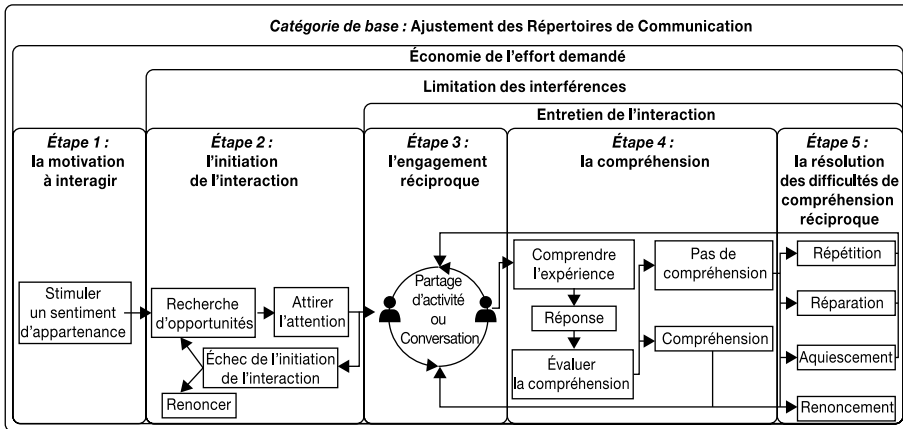 Catégorie de base : Ajustement des Répertoires de Communication
Économie de l'effort demandé
Limitation des interférences
Entretien de l'interaction
Étape 1 :
la motivation
à interagir
Étape 2 :
l'initiation
de l'interaction
Étape 3 :
l'engagement
réciproque
Étape 4 :
la compréhension
Étape 5 :
la résolution
des difficultés de
compréhension
réciproque
Stimuler
un sentiment
d'appartenance
Recherche
d'opportunités
Attirer
l'attention
Échec de l'initiation
de l'interaction
Renoncer
Partage
d'activité
ou
Conversation
Comprendre
l'expérience
Réponse
Évaluer
la compréhension
Pas de
compréhension
Compréhension
Répétition
Réparation
Aquiescement
Renoncement